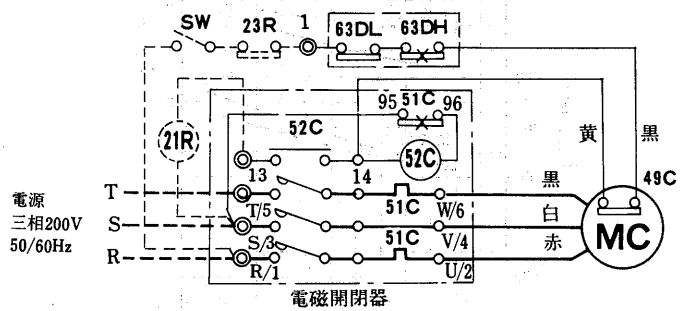 SW
23R
1
63DL
63DH
95
51C
96
21R
52C
52C
黄
黒
13
14
49C
電源
三相200V
50/60Hz
T
T/5
51C
W/6
黒
S
S/3
51C
V/4
白
MC
R
R/1
U/2
赤
電磁開閉器